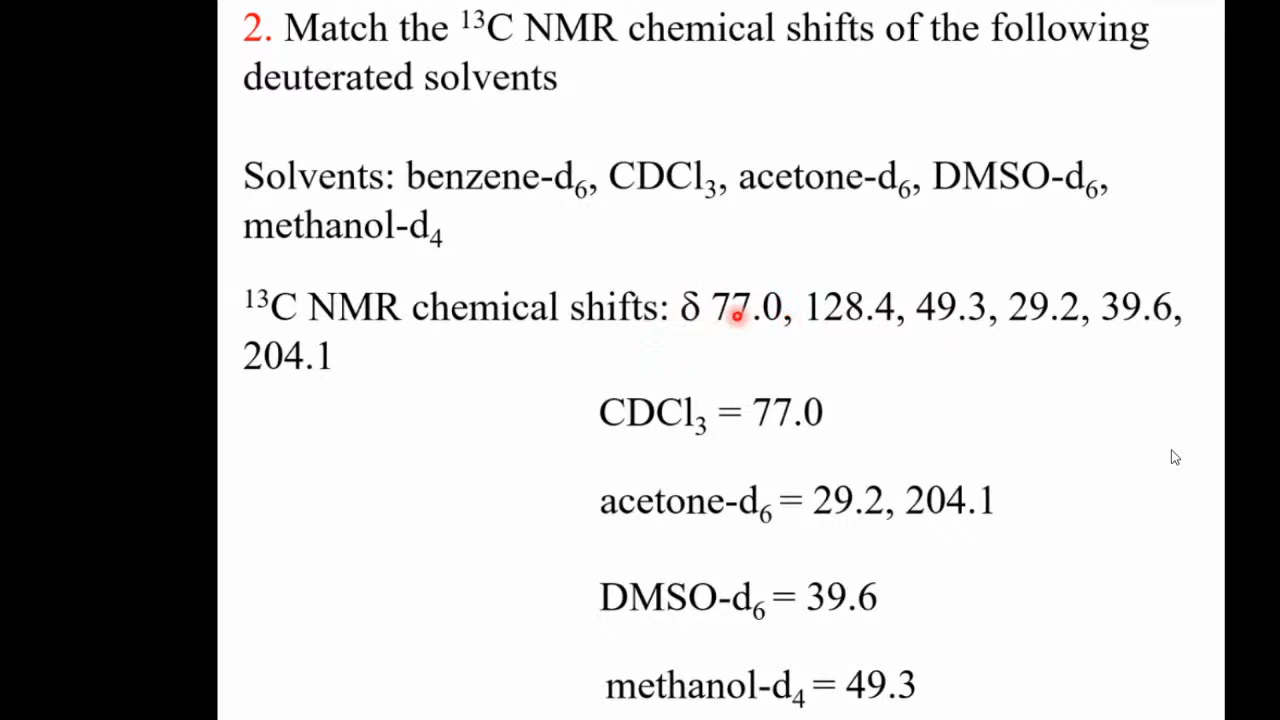 2. Match the ¹³C NMR chemical shifts of the following
deuterated solvents
Solvents: benzene-d₆, CDCl₃, acetone-d₆, DMSO-d₆,
methanol-d₄
¹³C NMR chemical shifts: δ 77.0, 128.4, 49.3, 29.2, 39.6,
204.1
CDCl₃ = 77.0
acetone-d₆ = 29.2, 204.1
DMSO-d₆ = 39.6
methanol-d₄ = 49.3